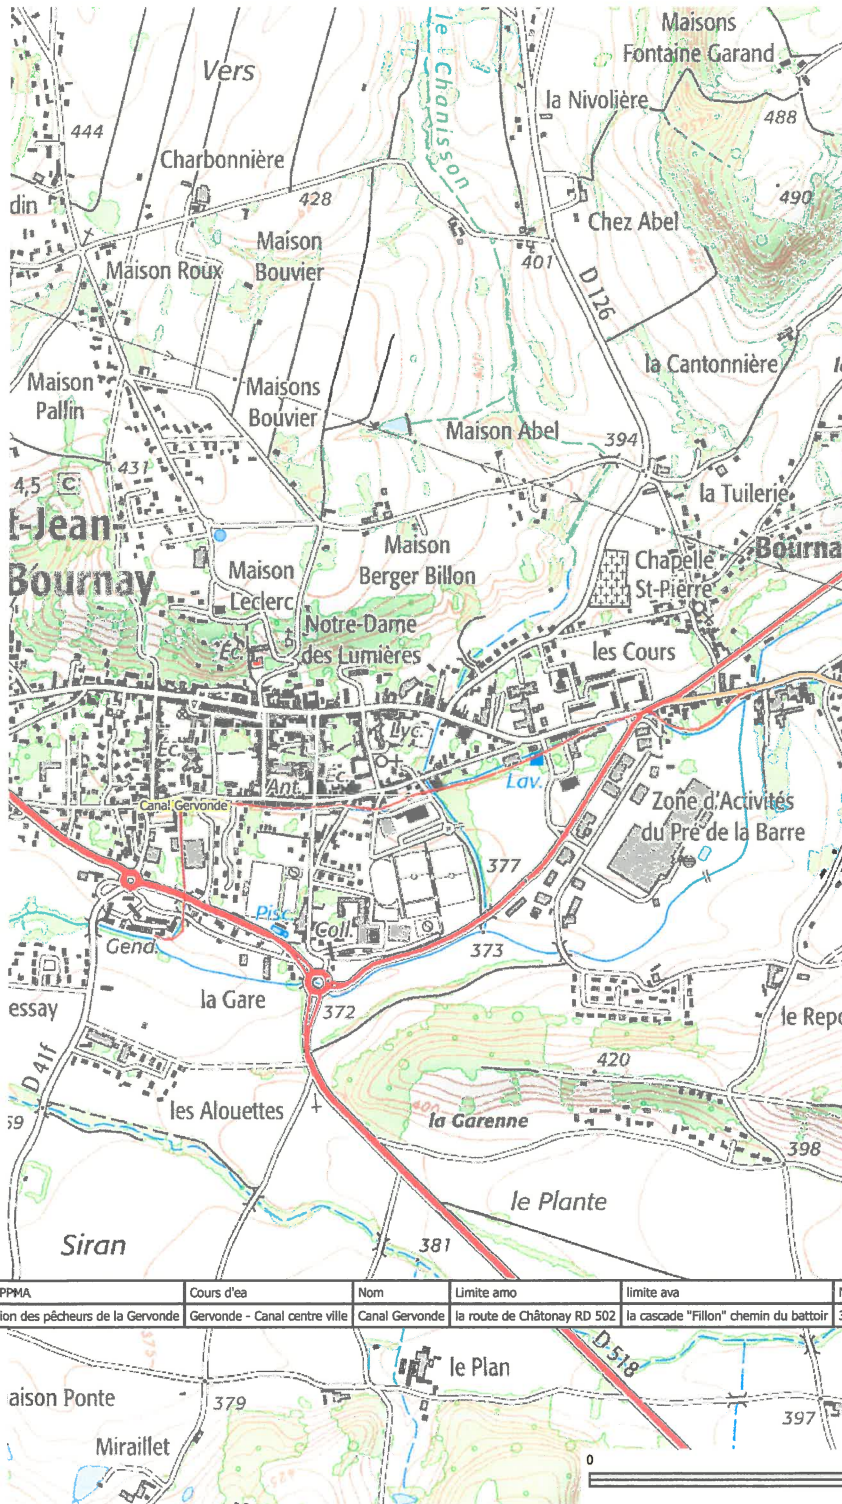 Maisons
Fontaine Garand
le Chanisson
Vers
la Nivolière
444
488
Charbonnière
490
din
428
Chez Abel
Maison
Bouvier
401
Maison Roux
D 126
la Cantonnière
Maison
Pallin
Maisons
Bouvier
Maison Abel
394
431
4,5 C
la Tuilerie
t-Jean-
Bournay
Maison
Berger Billon
Chapelle
St-Pierre
Bourna
Maison
Leclerc
Notre-Dame
des Lumières
Éc.
les Cours
Lyc.
Éc.
Ant.
Éc.
Lav.
Canal Gervonde
Zone d'Activités
du Pré de la Barre
377
Pisc.
Coll.
Gend.
373
la Gare
essay
372
le Repo
D 41f
420
les Alouettes
59
la Garenne
398
le Plante
Siran
381
PPMA Cours d'ea Nom Limite amo limite ava
ion des pêcheurs de la Gervonde Gervonde - Canal centre ville Canal Gervonde la route de Châtonay RD 502 la cascade "Fillon" chemin du battoir 3
375
D 518
le Plan
aison Ponte
379
397
Miraillet
425
0